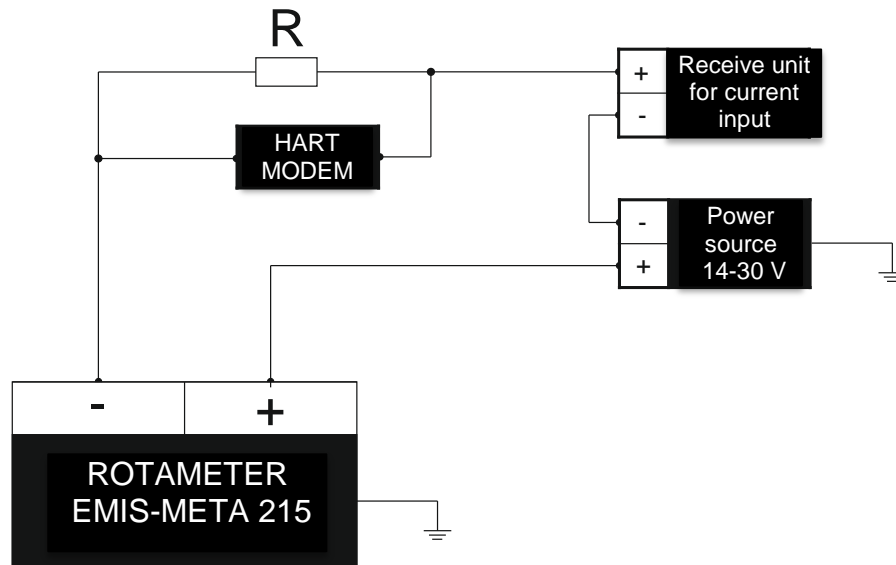 R
+
Receive unit
for current
input
-
HART
MODEM
-
Power
source
14-30 V
+
-
+
ROTAMETER
EMIS-META 215